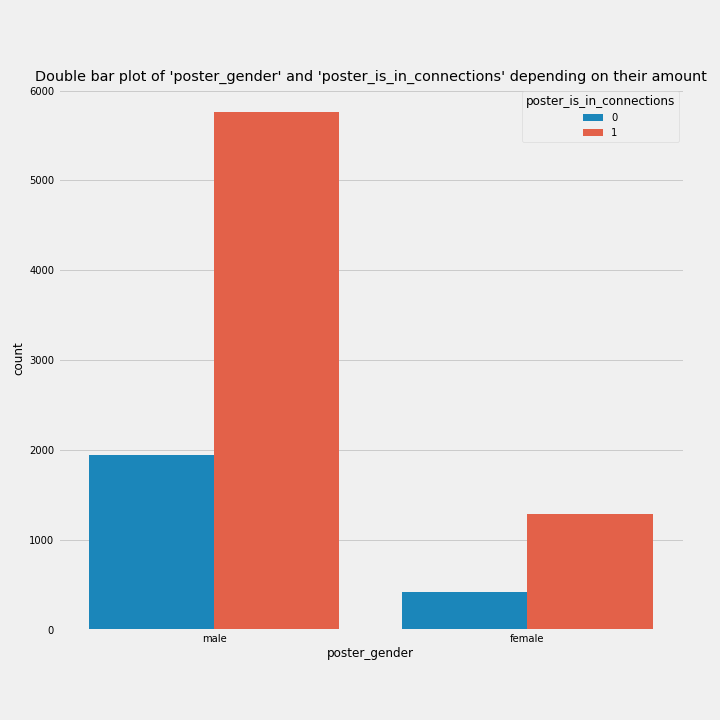 Double bar plot of 'poster_gender' and 'poster_is_in_connections' depending on their amount
poster_is_in_connections
0
1
6000
5000
4000
3000
2000
1000
0
count
male
female
poster_gender